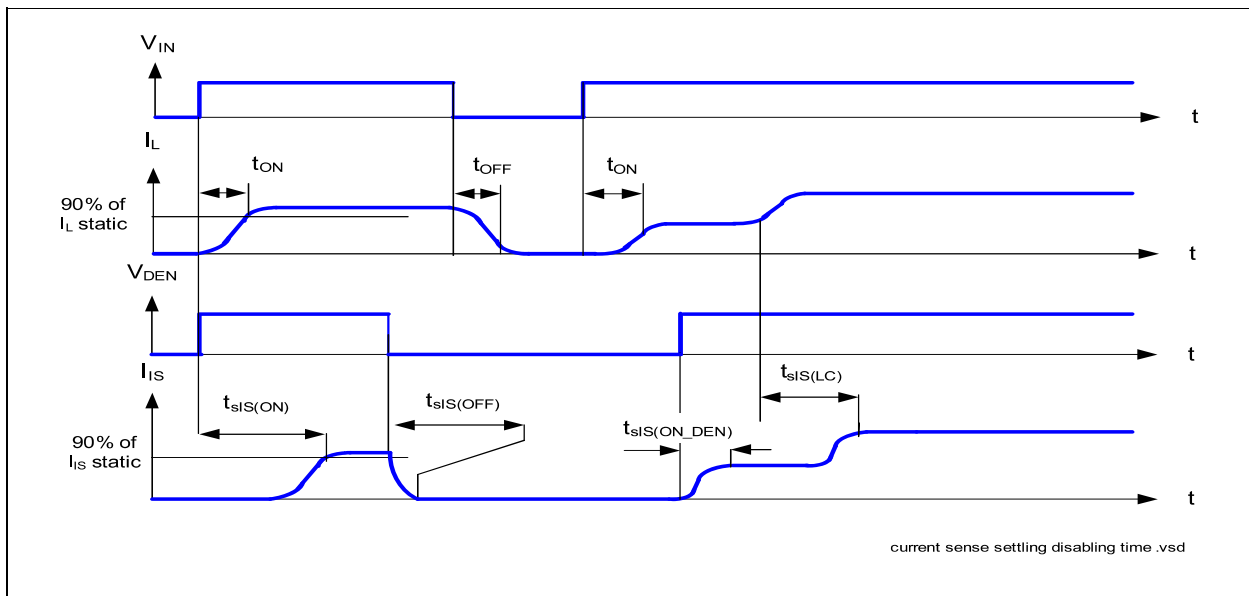 VIN
t
IL
tON
tOFF
tON
90% of
IL static
t
VDEN
t
IIS
tsIS(ON)
tsIS(OFF)
tsIS(LC)
tsIS(ON_DEN)
90% of
IIS static
t
current sense settling disabling time .vsd